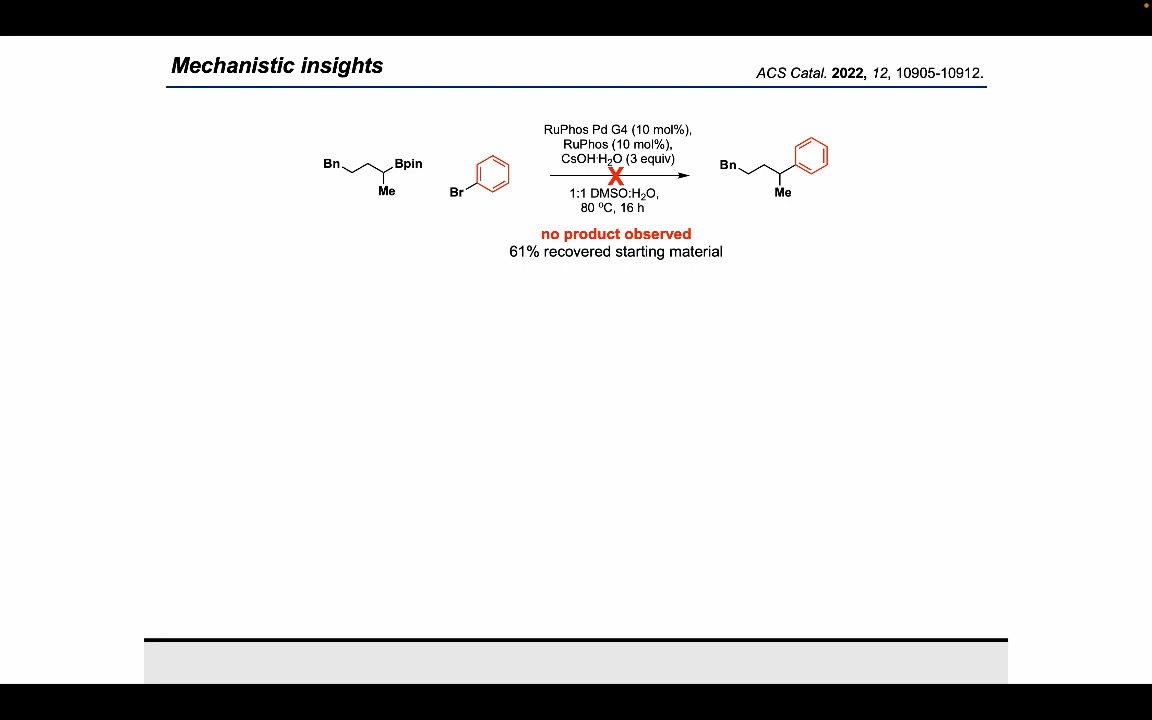 Mechanistic insights
ACS Catal. 2022, 12, 10905-10912.
RuPhos Pd G4 (10 mol%),
RuPhos (10 mol%),
CsOH·H₂O (3 equiv)
Bn
Bpin
Me
Br
X
1:1 DMSO:H₂O,
80 ⁰C, 16 h
Bn
Me
no product observed
61% recovered starting material